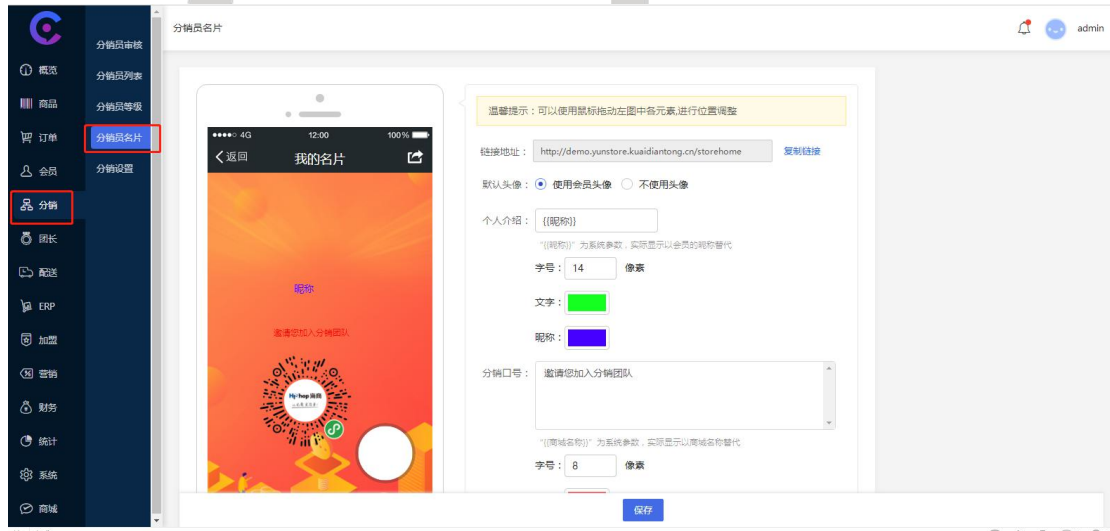 分销员名片
admin
概览
商品
订单
会员
分销
团长
配送
ERP
加盟
营销
财务
统计
系统
商城
分销员审核
分销员列表
分销员等级
分销员名片
分销设置
4G 12:00 100%
返回 我的名片
昵称
邀请您加入分销团队
温馨提示：可以使用鼠标拖动左图中各元素,进行位置调整
链接地址： http://demo.yunstore.kuaidiantong.cn/storehome 复制链接
默认头像： 使用会员头像 不使用头像
个人介绍： {{昵称}}
"{{昵称}}" 为系统参数，实际显示以会员的昵称替代
字号： 14 像素
文字：
昵称：
分销口号： 邀请您加入分销团队
"{{商城名称}}" 为系统参数，实际显示以商城名称替代
字号： 8 像素
保存